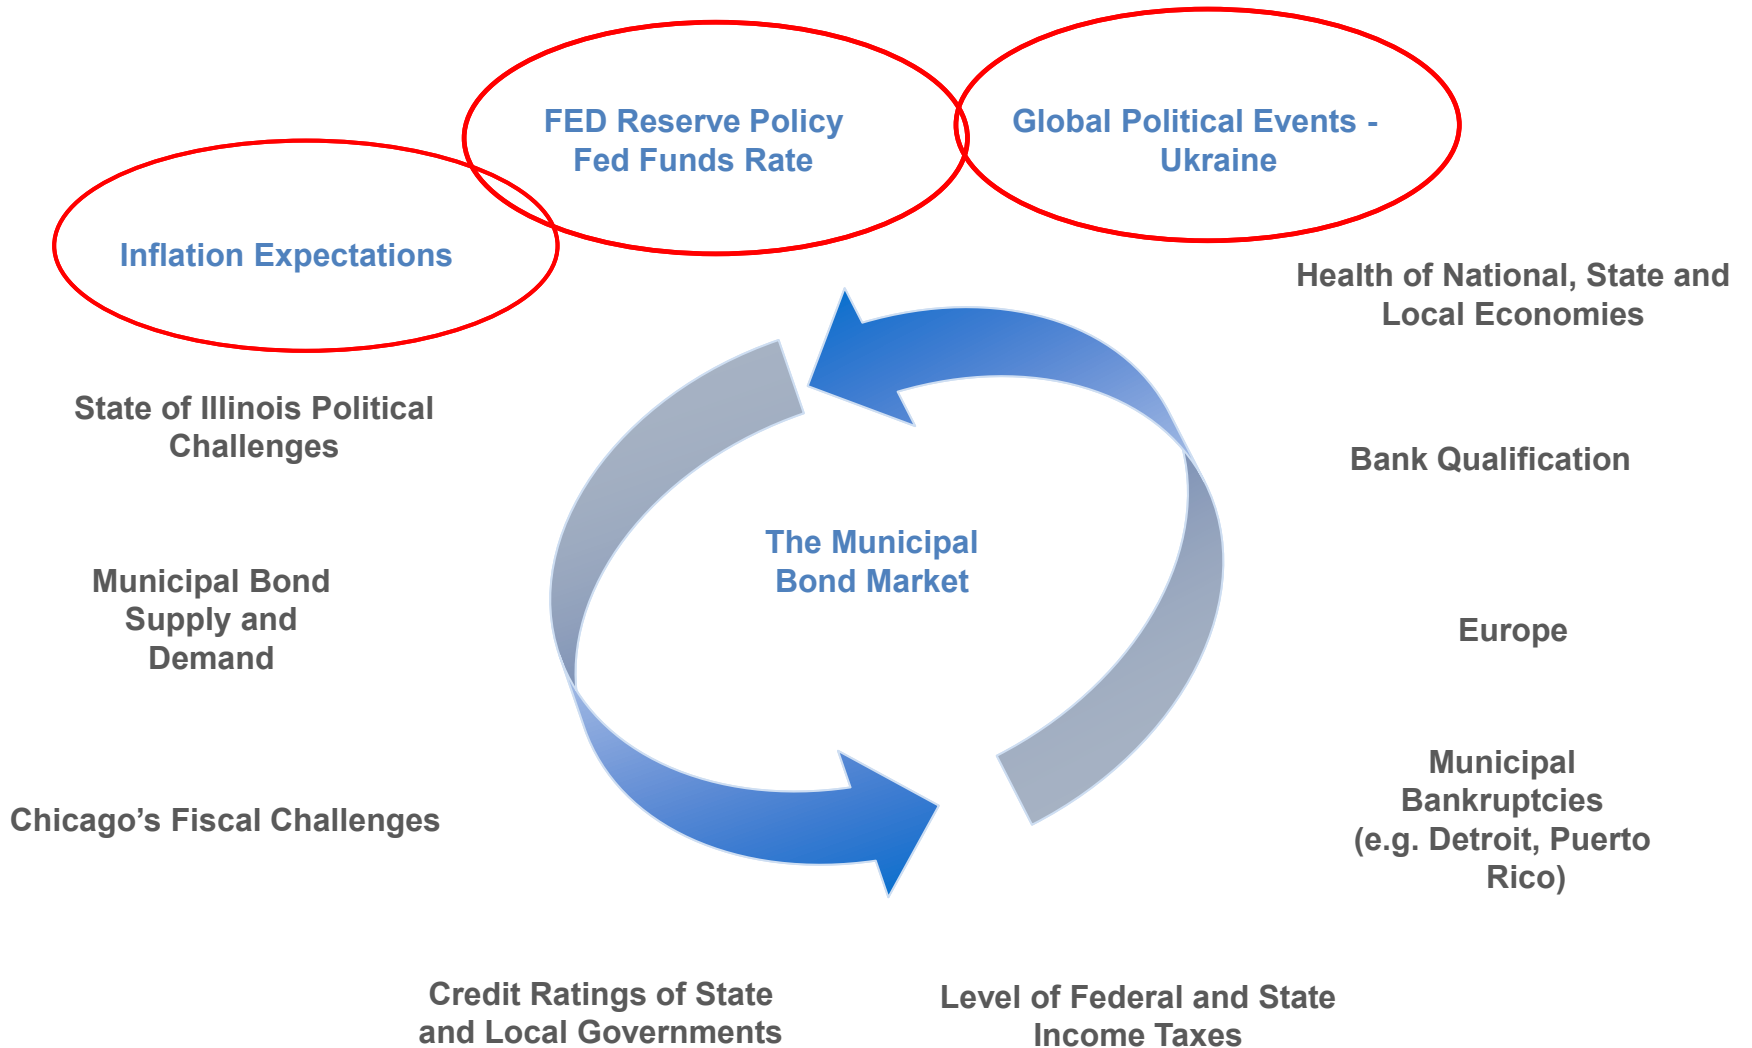 FED Reserve Policy
Fed Funds Rate
Global Political Events -
Ukraine
Inflation Expectations
Health of National, State and
Local Economies
State of Illinois Political
Challenges
Bank Qualification
The Municipal
Bond Market
Municipal Bond
Supply and
Demand
Europe
Municipal
Bankruptcies
(e.g. Detroit, Puerto
Rico)
Chicago’s Fiscal Challenges
Credit Ratings of State
and Local Governments
Level of Federal and State
Income Taxes